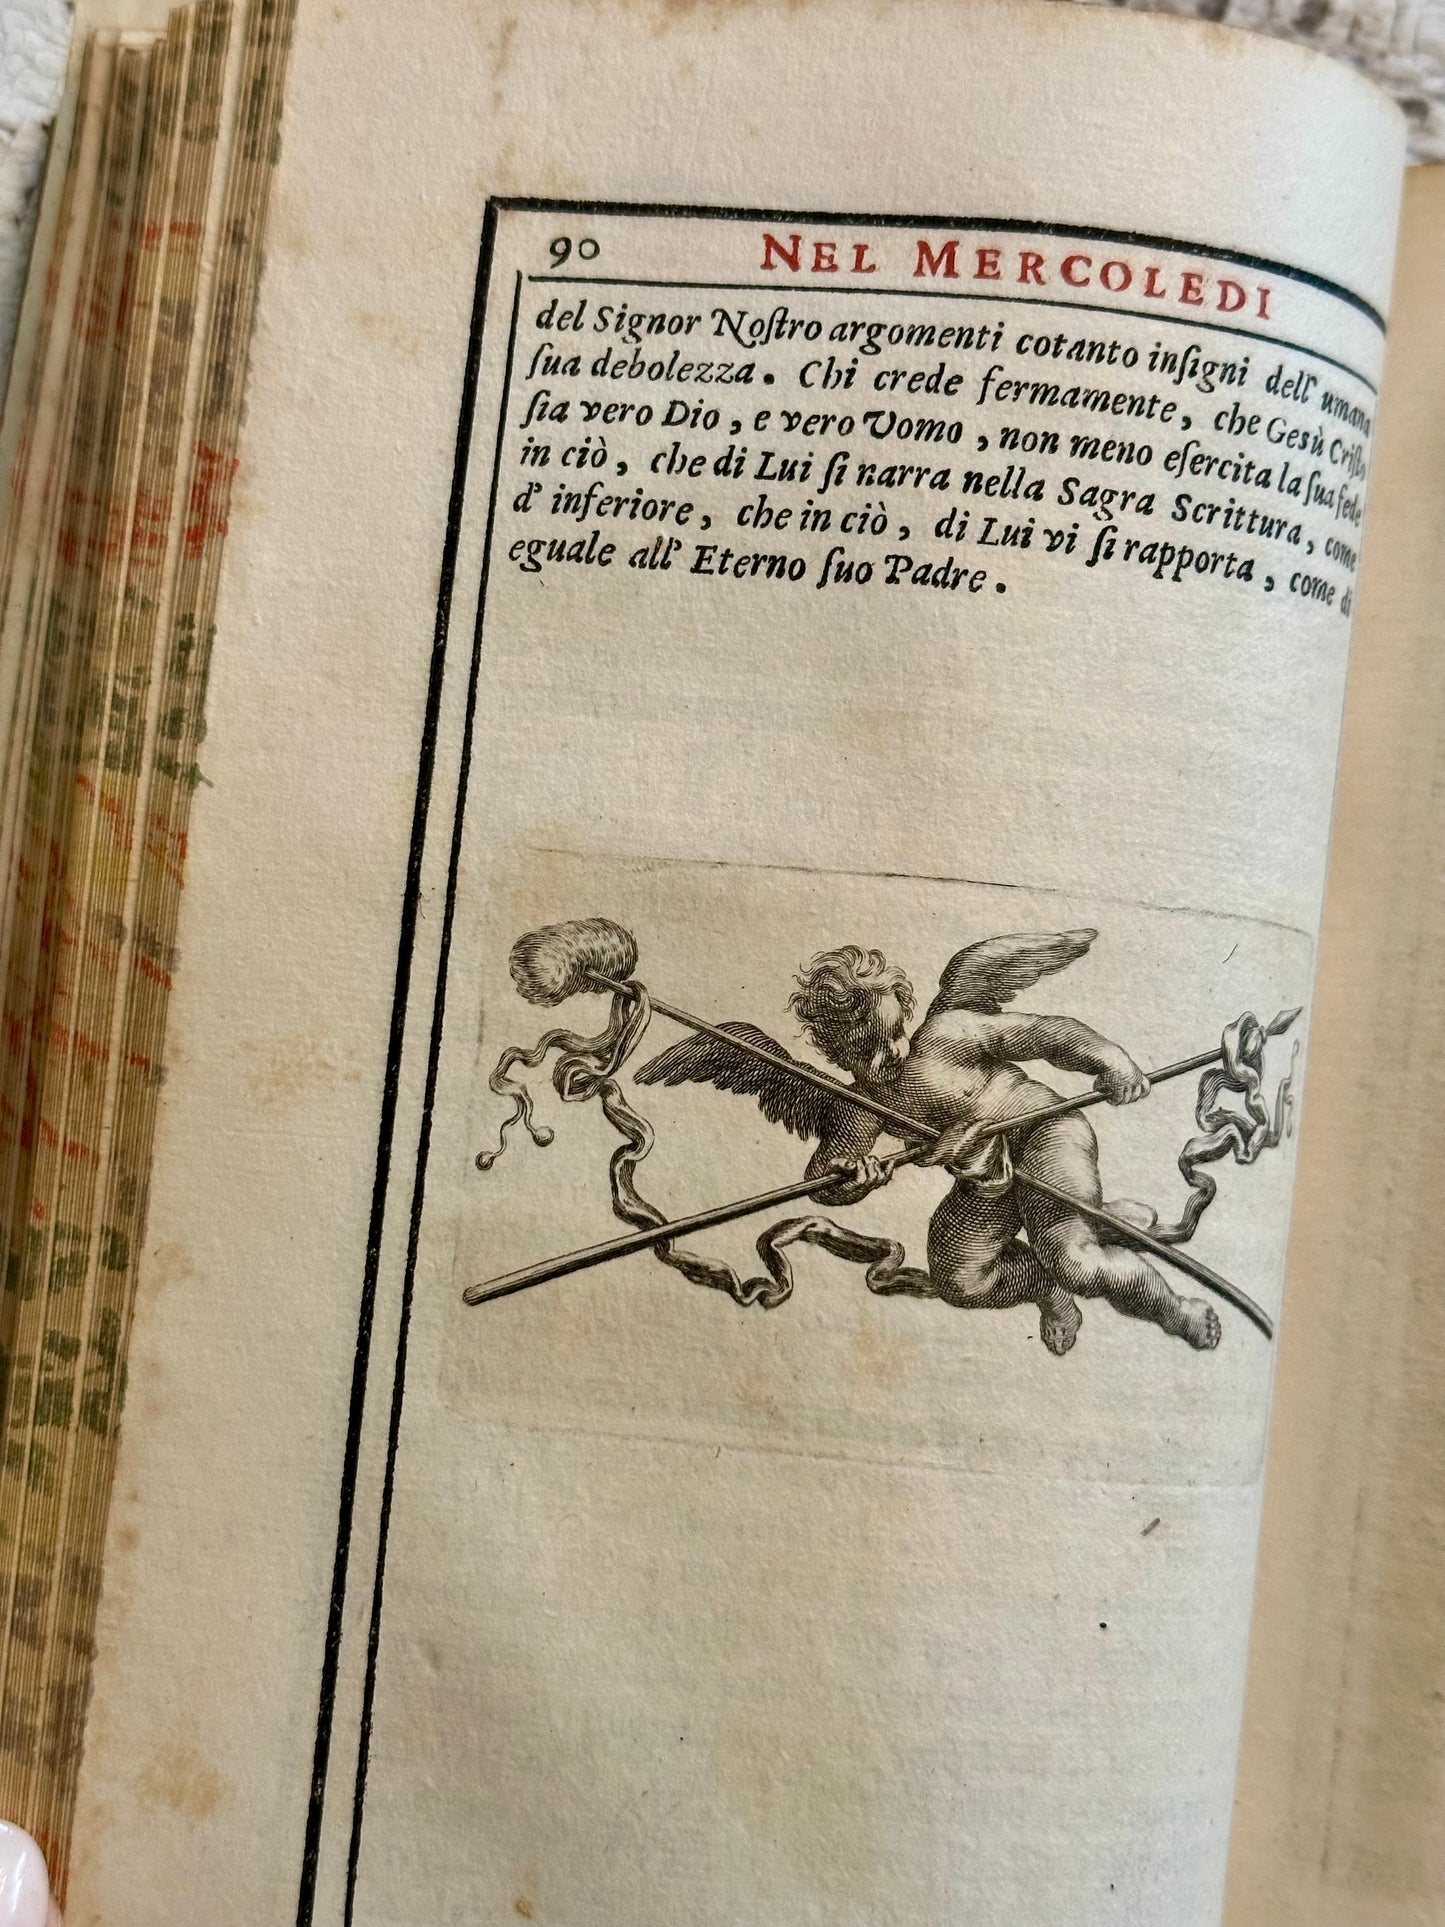 90 NEL MERCOLEDI
del Signor Noſtro argomenti cotanto inſigni dell' umana
ſua debolezza. Chi crede fermamente, che Gesù Criſto
ſia vero Dio, e vero Uomo, non meno eſercita la ſua fede
in ciò, che di Lui ſi narra nella Sagra Scrittura, come
d' inferiore, che in ciò, di Lui vi ſi rapporta, come di
eguale all' Eterno ſuo Padre.